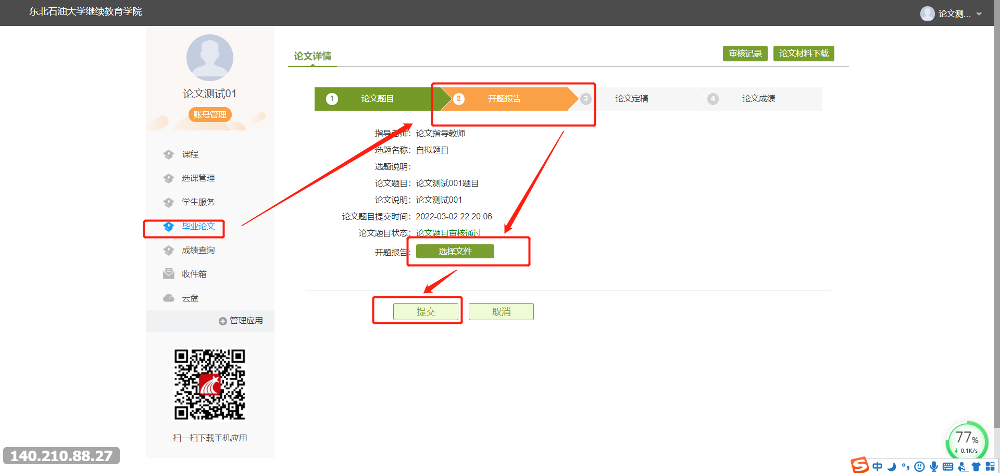 东北石油大学继续教育学院
论文测...
论文测试01
账号管理
课程
选课管理
学生服务
毕业论文
成绩查询
收件箱
云盘
管理应用
扫一扫下载手机应用
论文详情
审核记录
论文材料下载
1 论文题目
2 开题报告
3 论文定稿
4 论文成绩
指导老师：论文指导教师
选题名称：自拟题目
选题说明：
论文题目：论文测试001题目
论文说明：论文测试001
论文题目提交时间：2022-03-02 22:20:06
论文题目状态：论文题目审核通过
开题报告：选择文件
提交
取消
140.210.88.27
77%
0.1K/s
中